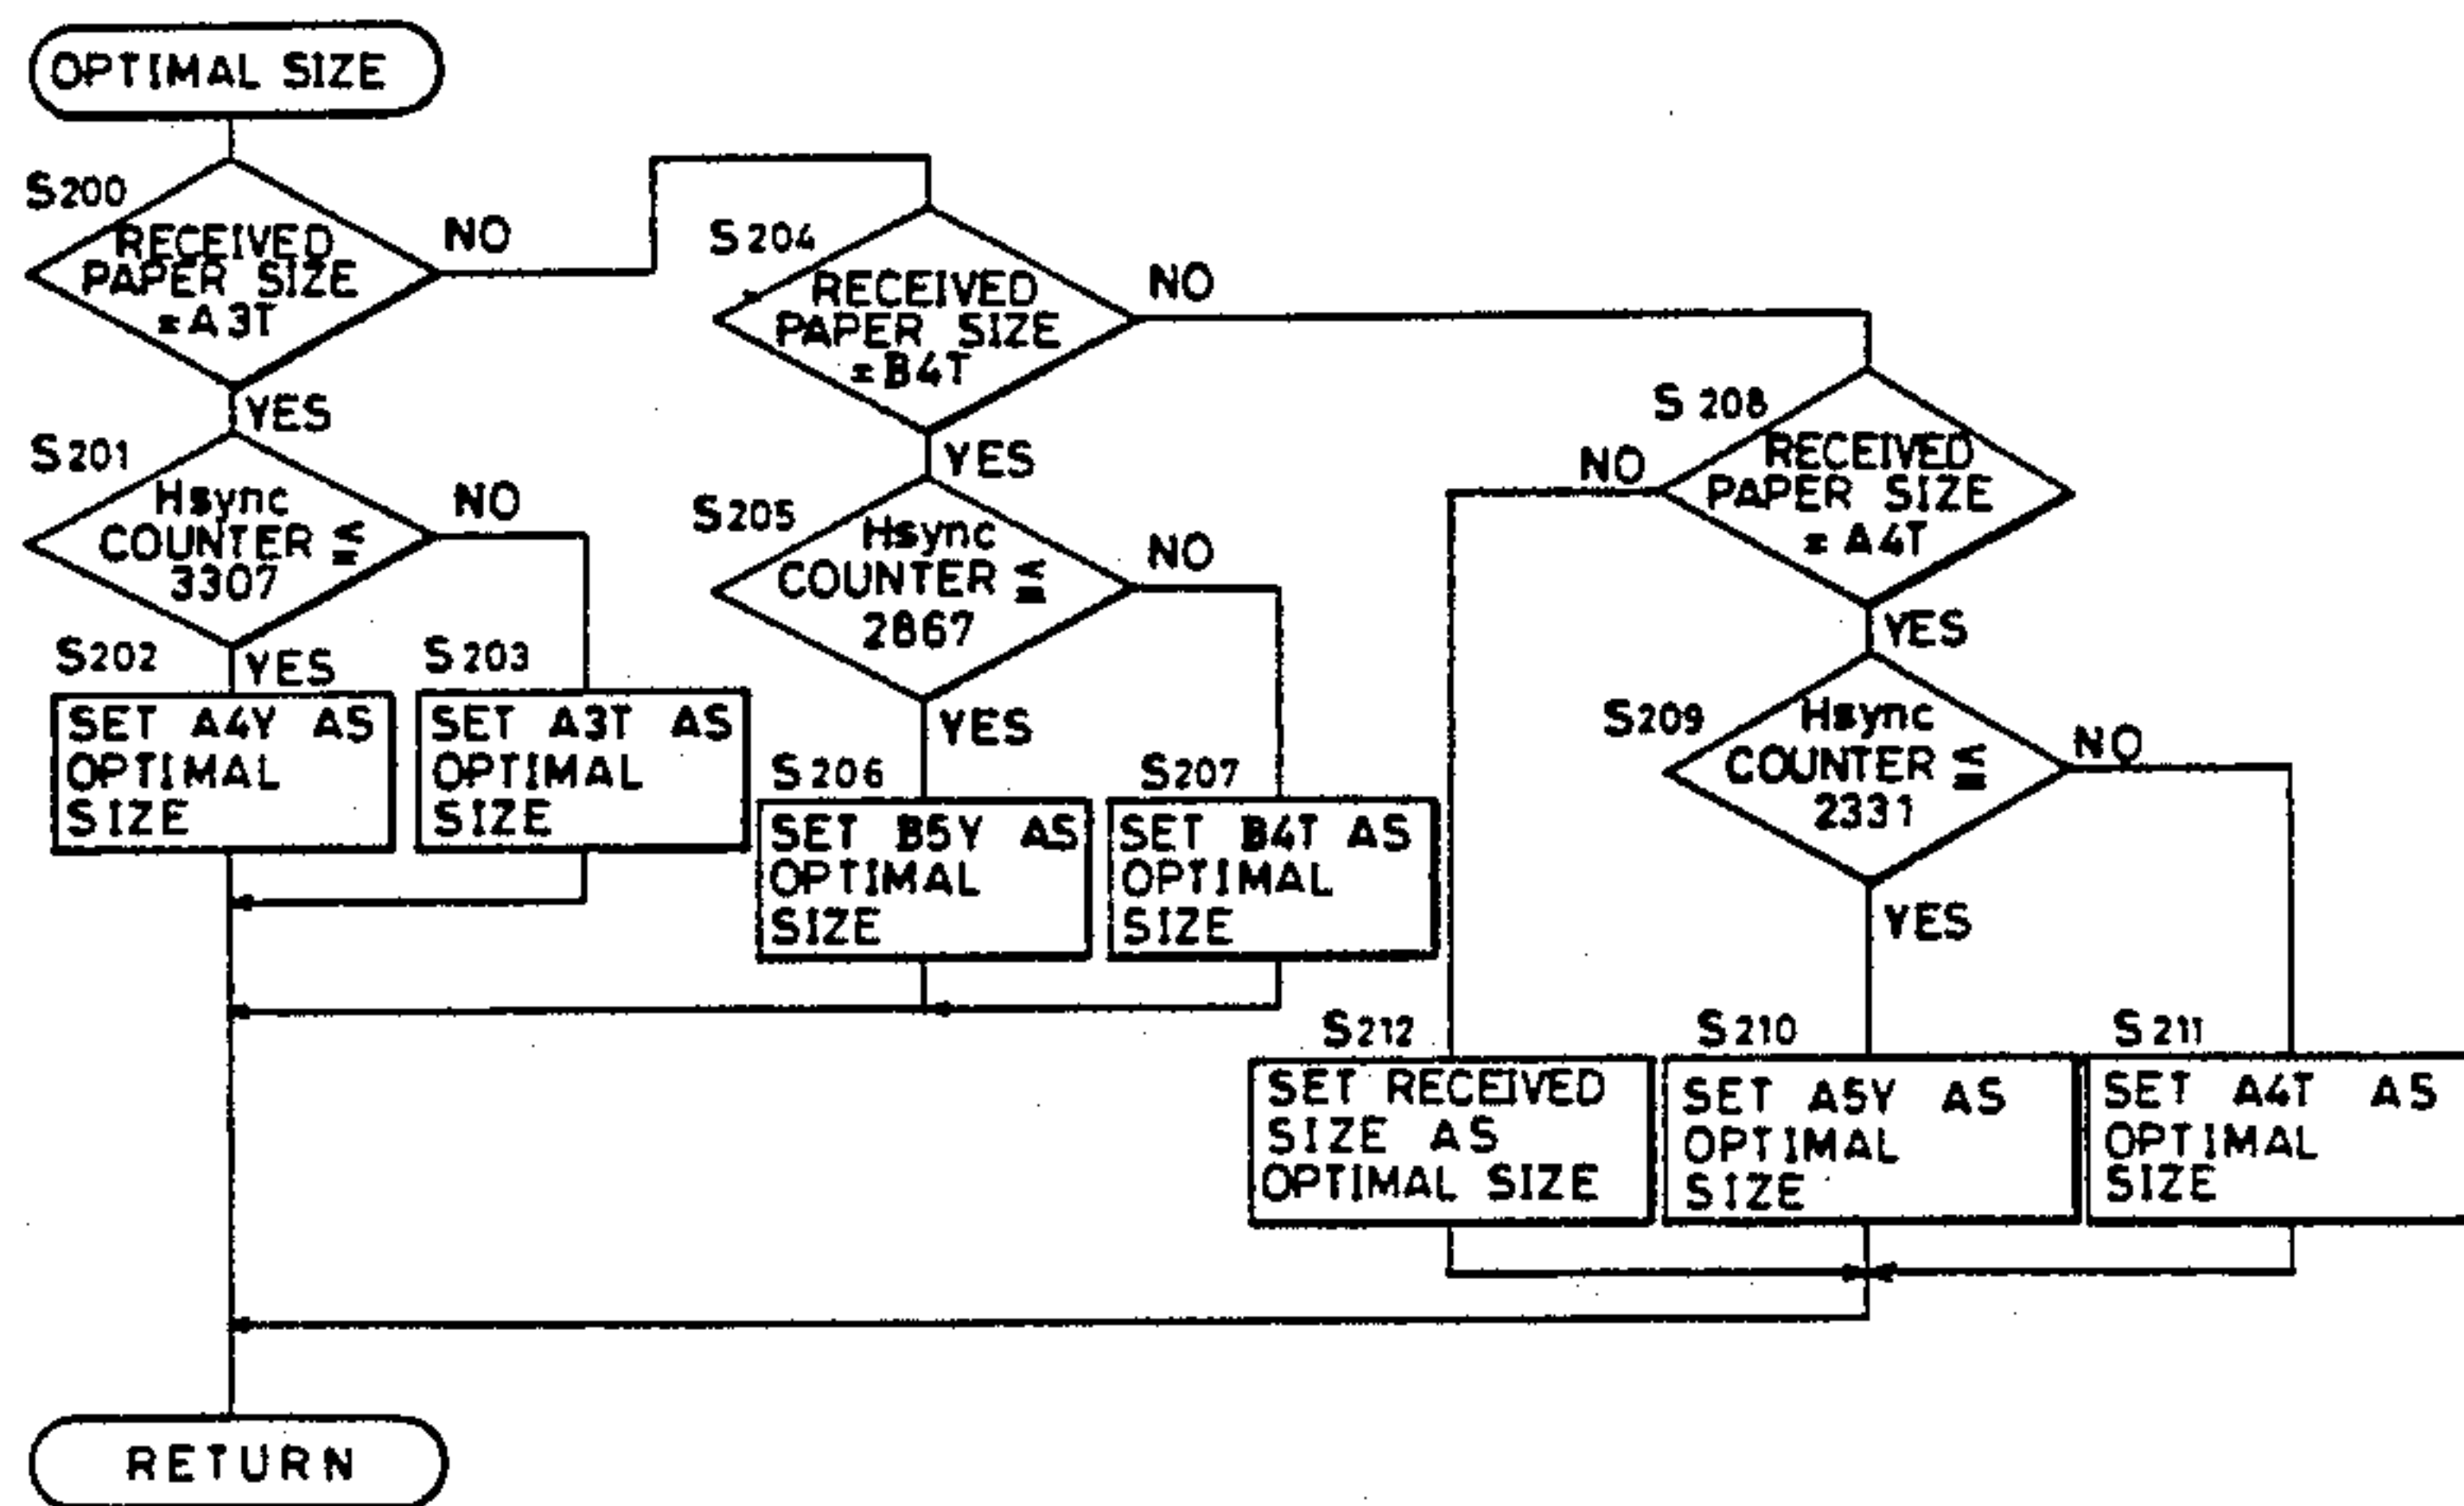 OPTIMAL SIZE
S200
RECEIVED
PAPER SIZE
=A3T
NO
YES
S201
Hsync
COUNTER ≦
3307
NO
YES
S202
SET A4Y AS
OPTIMAL
SIZE
S203
SET A3T AS
OPTIMAL
SIZE
S204
RECEIVED
PAPER SIZE
=B4T
NO
YES
S205
Hsync
COUNTER ≦
2867
NO
YES
S206
SET B5Y AS
OPTIMAL
SIZE
S207
SET B4T AS
OPTIMAL
SIZE
S208
RECEIVED
PAPER SIZE
= A4T
NO
YES
S209
Hsync
COUNTER ≦
2331
NO
YES
S212
SET RECEIVED
SIZE AS
OPTIMAL SIZE
S210
SET A5Y AS
OPTIMAL
SIZE
S211
SET A4T AS
OPTIMAL
SIZE
RETURN